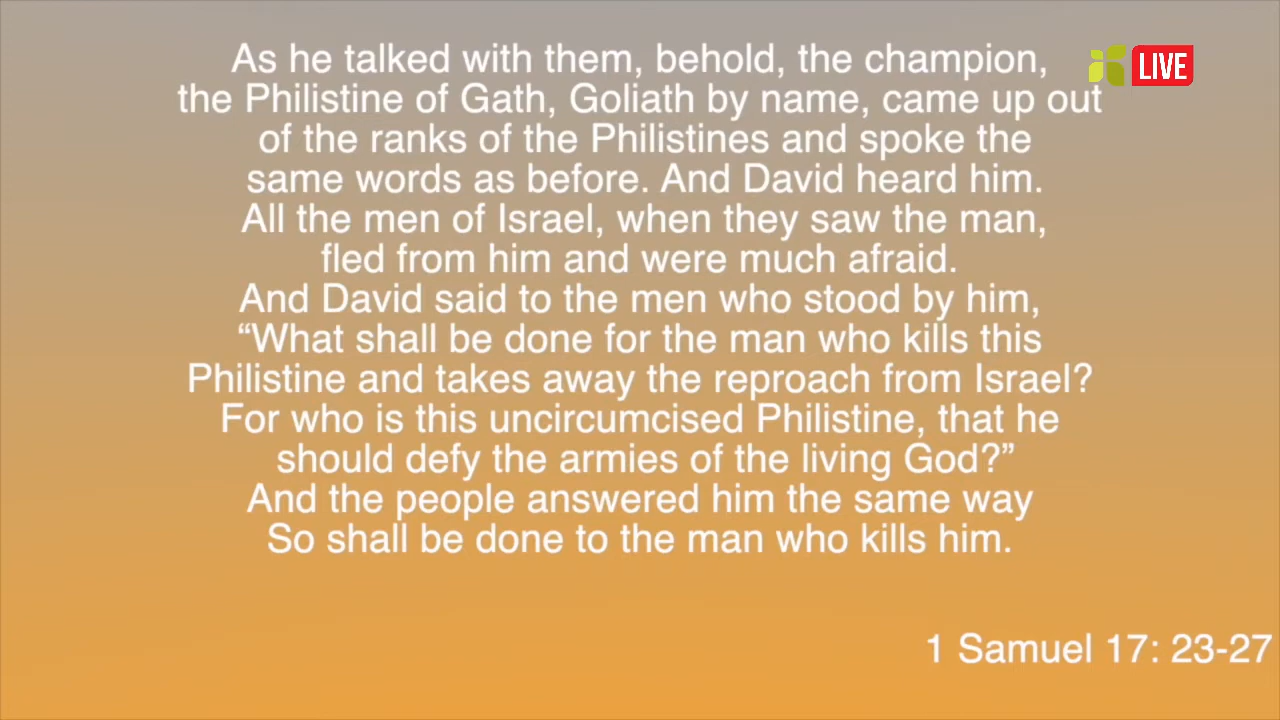 As he talked with them, behold, the champion,
the Philistine of Gath, Goliath by name, came up out
of the ranks of the Philistines and spoke the
same words as before. And David heard him.
All the men of Israel, when they saw the man,
fled from him and were much afraid.
And David said to the men who stood by him,
“What shall be done for the man who kills this
Philistine and takes away the reproach from Israel?
For who is this uncircumcised Philistine, that he
should defy the armies of the living God?”
And the people answered him the same way
So shall be done to the man who kills him.
1 Samuel 17: 23-27
LIVE